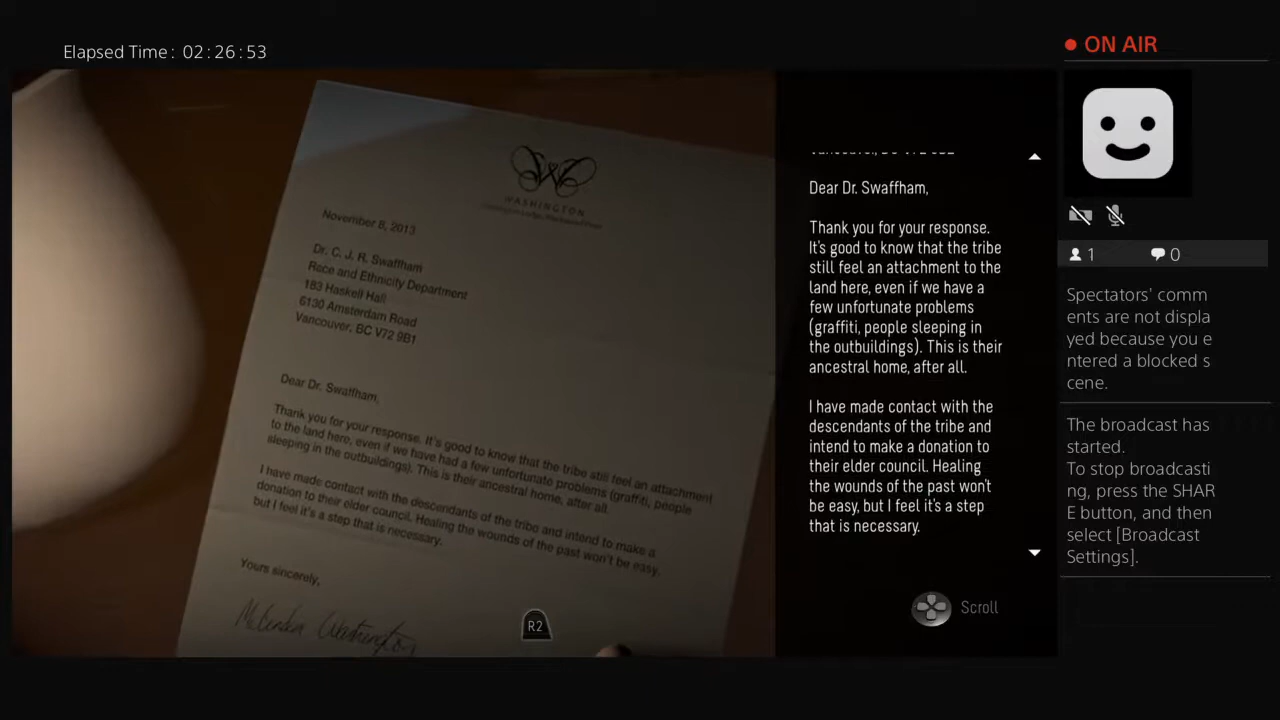 Elapsed Time: 02:26:53
ON AIR
W
WASHINGTON
November 8, 2013
Dr. C. J. R. Swaffham
Race and Ethnicity Department
183 Haskell Hall
6130 Amsterdam Road
Vancouver, BC V72 9B1
Dear Dr. Swaffham,
Thank you for your response. It's good to know that the tribe still feel an attachment
to the land here, even if we have had a few unfortunate problems (graffiti, people
sleeping in the outbuildings). This is their ancestral home, after all.
I have made contact with the descendants of the tribe and intend to make a
donation to their elder council. Healing the wounds of the past won't be easy,
but I feel it's a step that is necessary.
Yours sincerely,
Melinda Washington
R2
Dear Dr. Swaffham,
Thank you for your response.
It's good to know that the tribe
still feel an attachment to the
land here, even if we have a
few unfortunate problems
(graffiti, people sleeping in
the outbuildings). This is their
ancestral home, after all.
I have made contact with the
descendants of the tribe and
intend to make a donation to
their elder council. Healing
the wounds of the past won't
be easy, but I feel it's a step
that is necessary.
Scroll
1
0
Spectators' comm
ents are not displa
yed because you e
ntered a blocked s
cene.
The broadcast has
started.
To stop broadcasti
ng, press the SHAR
E button, and then
select [Broadcast
Settings].